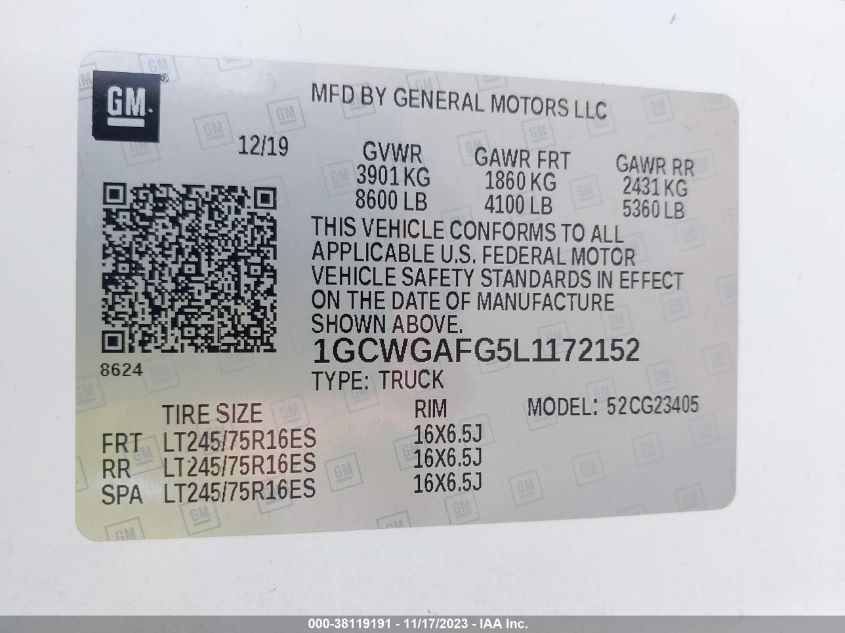 GM ®
MFD BY GENERAL MOTORS LLC
12/19
GVWR GAWR FRT GAWR RR
3901 KG 1860 KG 2431 KG
8600 LB 4100 LB 5360 LB
THIS VEHICLE CONFORMS TO ALL
APPLICABLE U.S. FEDERAL MOTOR
VEHICLE SAFETY STANDARDS IN EFFECT
ON THE DATE OF MANUFACTURE
SHOWN ABOVE.
1GCWGAFG5L1172152
8624
TYPE: TRUCK
TIRE SIZE RIM MODEL: 52CG23405
FRT LT245/75R16ES 16X6.5J
RR LT245/75R16ES 16X6.5J
SPA LT245/75R16ES 16X6.5J
000-38119191 - 11/17/2023 - IAA Inc.